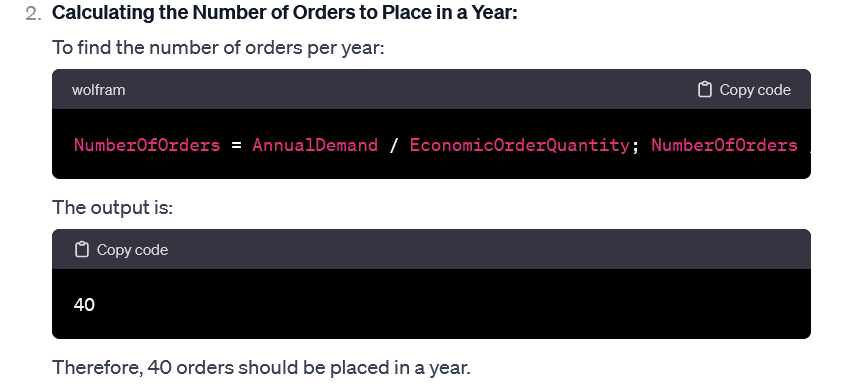 2. Calculating the Number of Orders to Place in a Year:
To find the number of orders per year:
wolfram Copy code
NumberOfOrders = AnnualDemand / EconomicOrderQuantity; NumberOfOrders /
The output is:
Copy code
40
Therefore, 40 orders should be placed in a year.